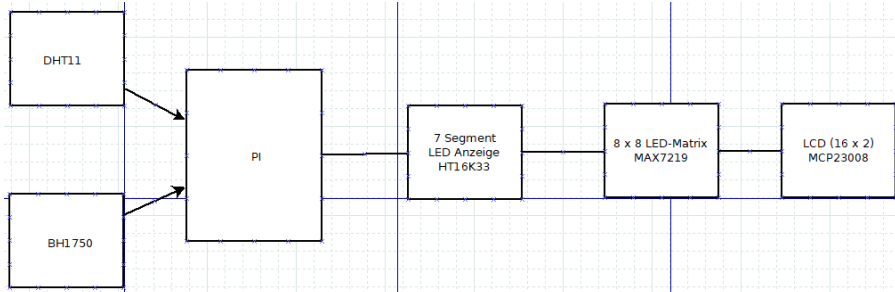 DHT11
BH1750
PI
7 Segment
LED Anzeige
HT16K33
8 x 8 LED-Matrix
MAX7219
LCD (16 x 2)
MCP23008